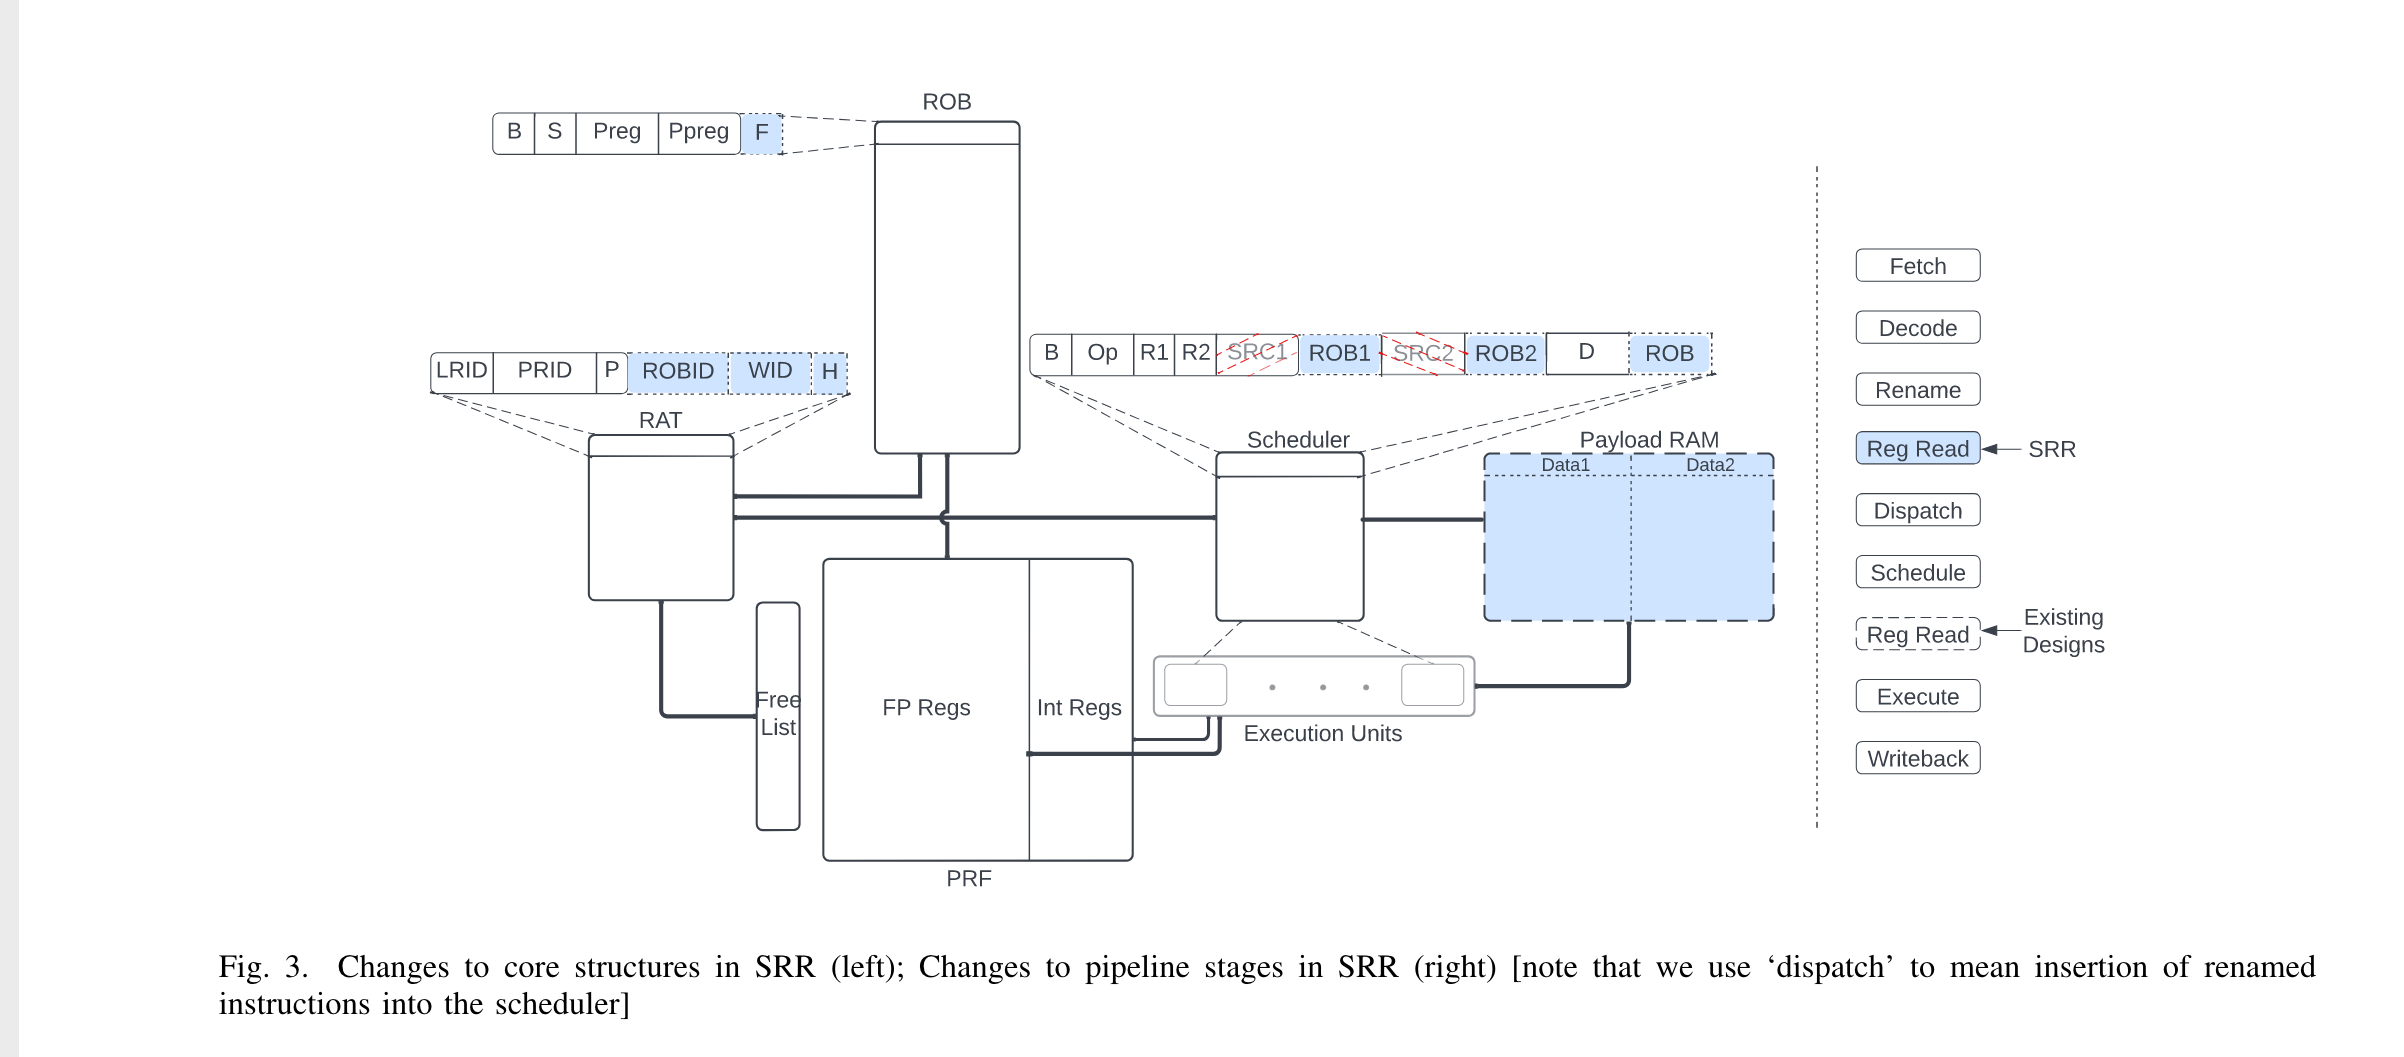 ROB
B S Preg Ppreg F
LRID PRID P ROBID WID H
RAT
B Op R1 R2 SRC1 ROB1 SRC2 ROB2 D ROB
Scheduler
Payload RAM
Data1 Data2
Free
List
FP Regs
Int Regs
PRF
Execution Units
Fetch
Decode
Rename
Reg Read
SRR
Dispatch
Schedule
Reg Read
Existing
Designs
Execute
Writeback
Fig. 3. Changes to core structures in SRR (left); Changes to pipeline stages in SRR (right) [note that we use ‘dispatch’ to mean insertion of renamed
instructions into the scheduler]